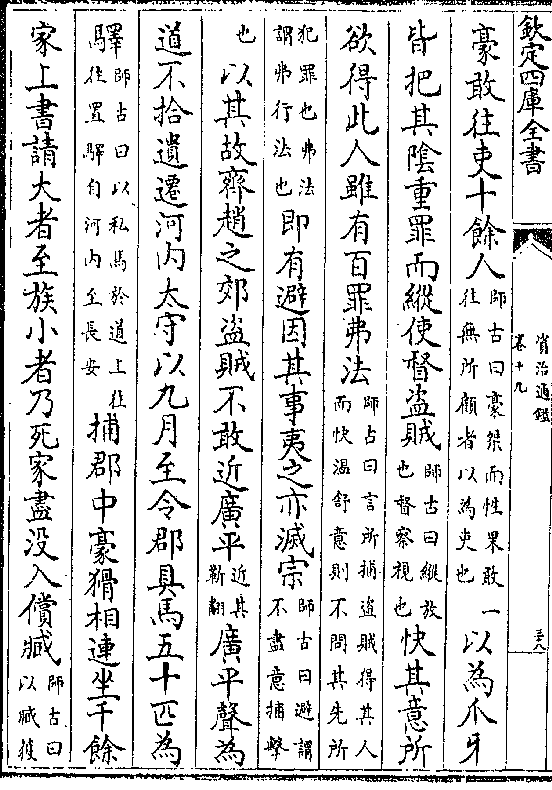 欽定四庫全書
資治通鑑
卷十九
豪敢往吏十餘人師古曰豪桀而性果敢一
往無所顧者以為吏也以為爪牙
皆把其陰重罪而縱使督盜賊師古曰縱放
也督察視也快其意所
欲得此人雖有百罪弗法師古曰言所捕盜賊得其人
而快温舒意則不問其先所
犯罪也弗法
謂弗行法也即有避因其事夷之亦滅宗師古曰避謂
不盡意捕擊
也以其故齊趙之郊盜賊不敢近廣平近其
靳翻廣平聲為
道不拾遺遷河内太守以九月至令郡具馬五十匹為
驛師古曰以私馬於道上往
往置驛自河内至長安捕郡中豪猾相連坐千餘
家上書請大者至族小者乃死家盡没入償臧師古曰
以臧